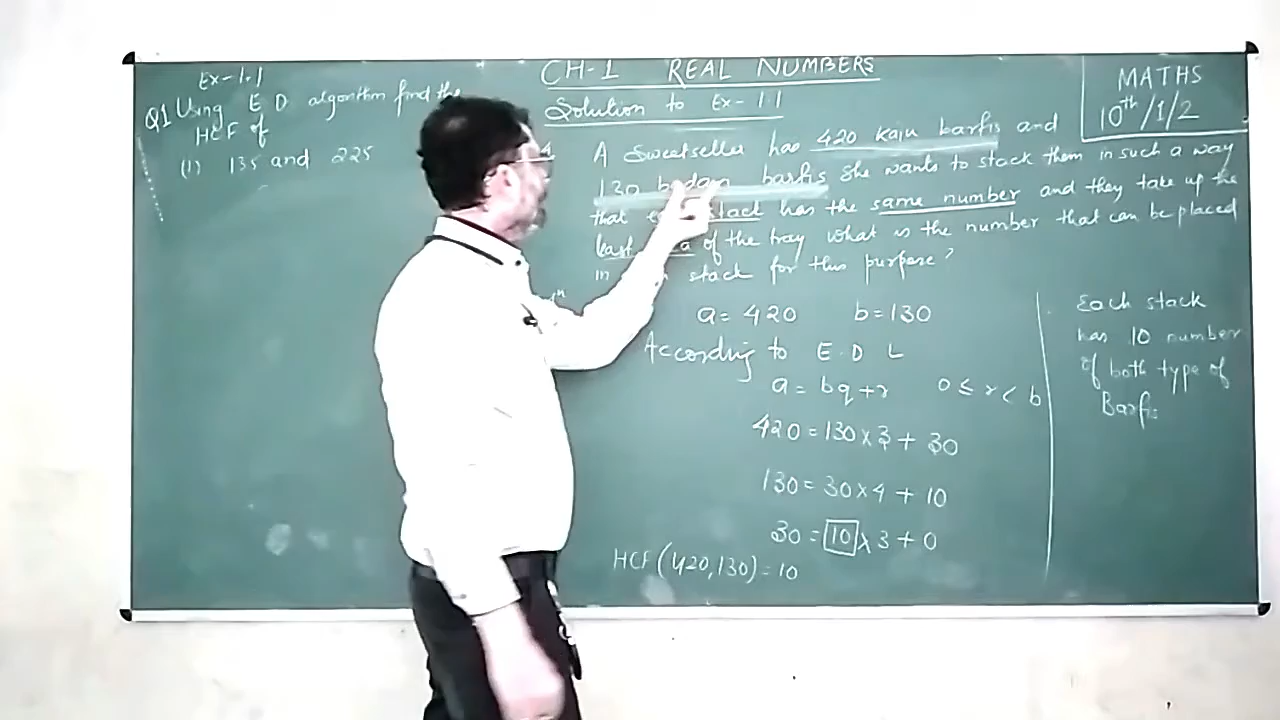 Ex-1.1
Q1 Using E D algorithm find the
HCF of
(1) 135 and 225
CH-1 REAL NUMBERS
Solution to Ex-1.1
MATHS
10th/1/2
A Sweetseller has 420 kaju barfis and
130 badam barfis She wants to stack them in such a way
that stack has the same number and they take up the
least of the tray what is the number that can be placed
in stack for this purpose?
a = 420 b = 130
According to E.D L
a = bq + r 0 ≤ r < b
420 = 130 x 3 + 30
130 = 30 x 4 + 10
30 = 10 x 3 + 0
HCF (420,130) = 10
Each stack
has 10 number
of both type of
Barfis